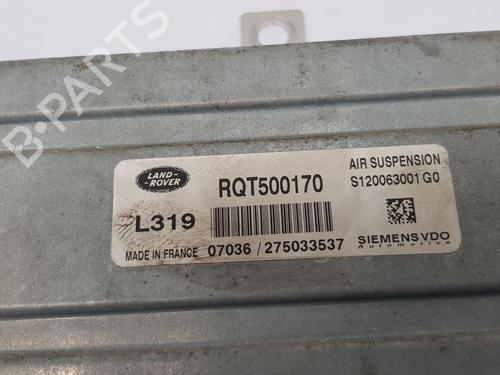 B-PARTS
LAND-
ROVER
RQT500170
AIR SUSPENSION
S120063001 G0
L319
MADE IN FRANCE 07036 / 275033537
SIEMENS VDO
Automotive